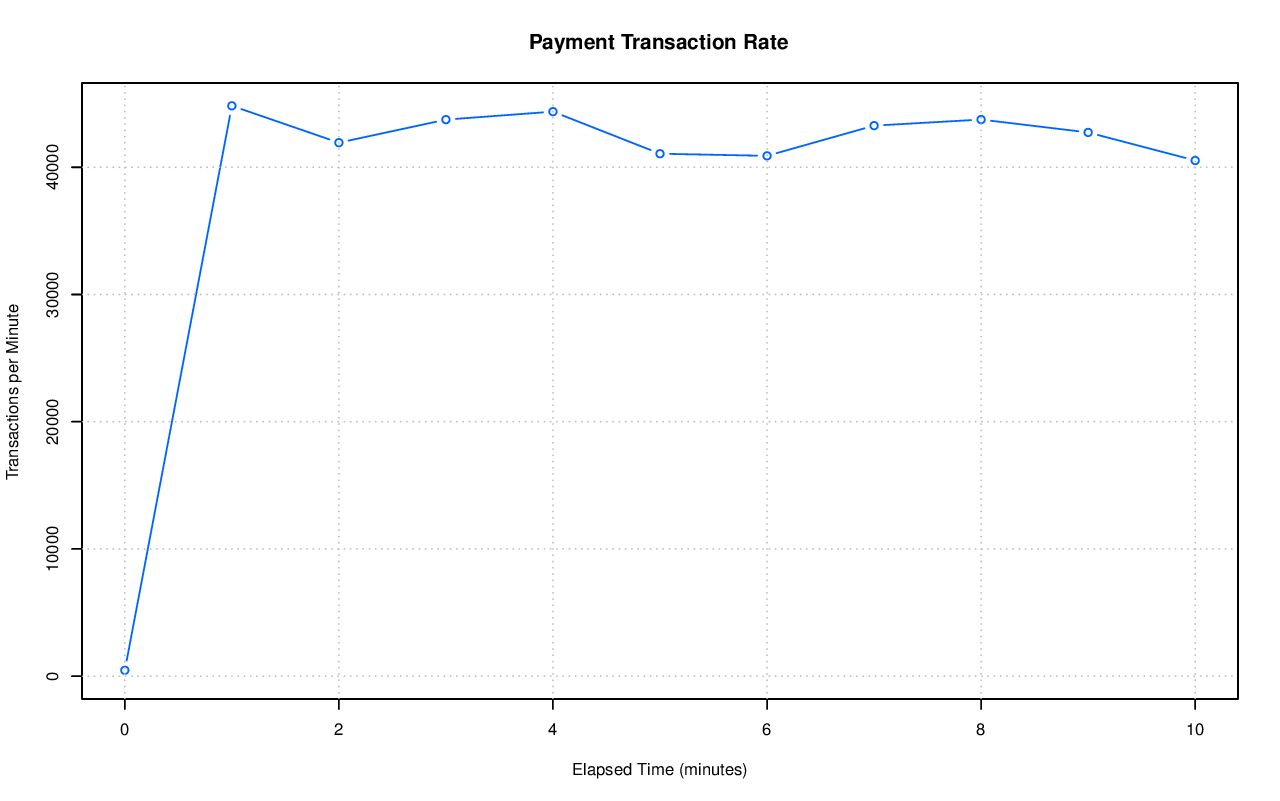 Payment Transaction Rate
Transactions per Minute
40000
30000
20000
10000
0
0 2 4 6 8 10
Elapsed Time (minutes)